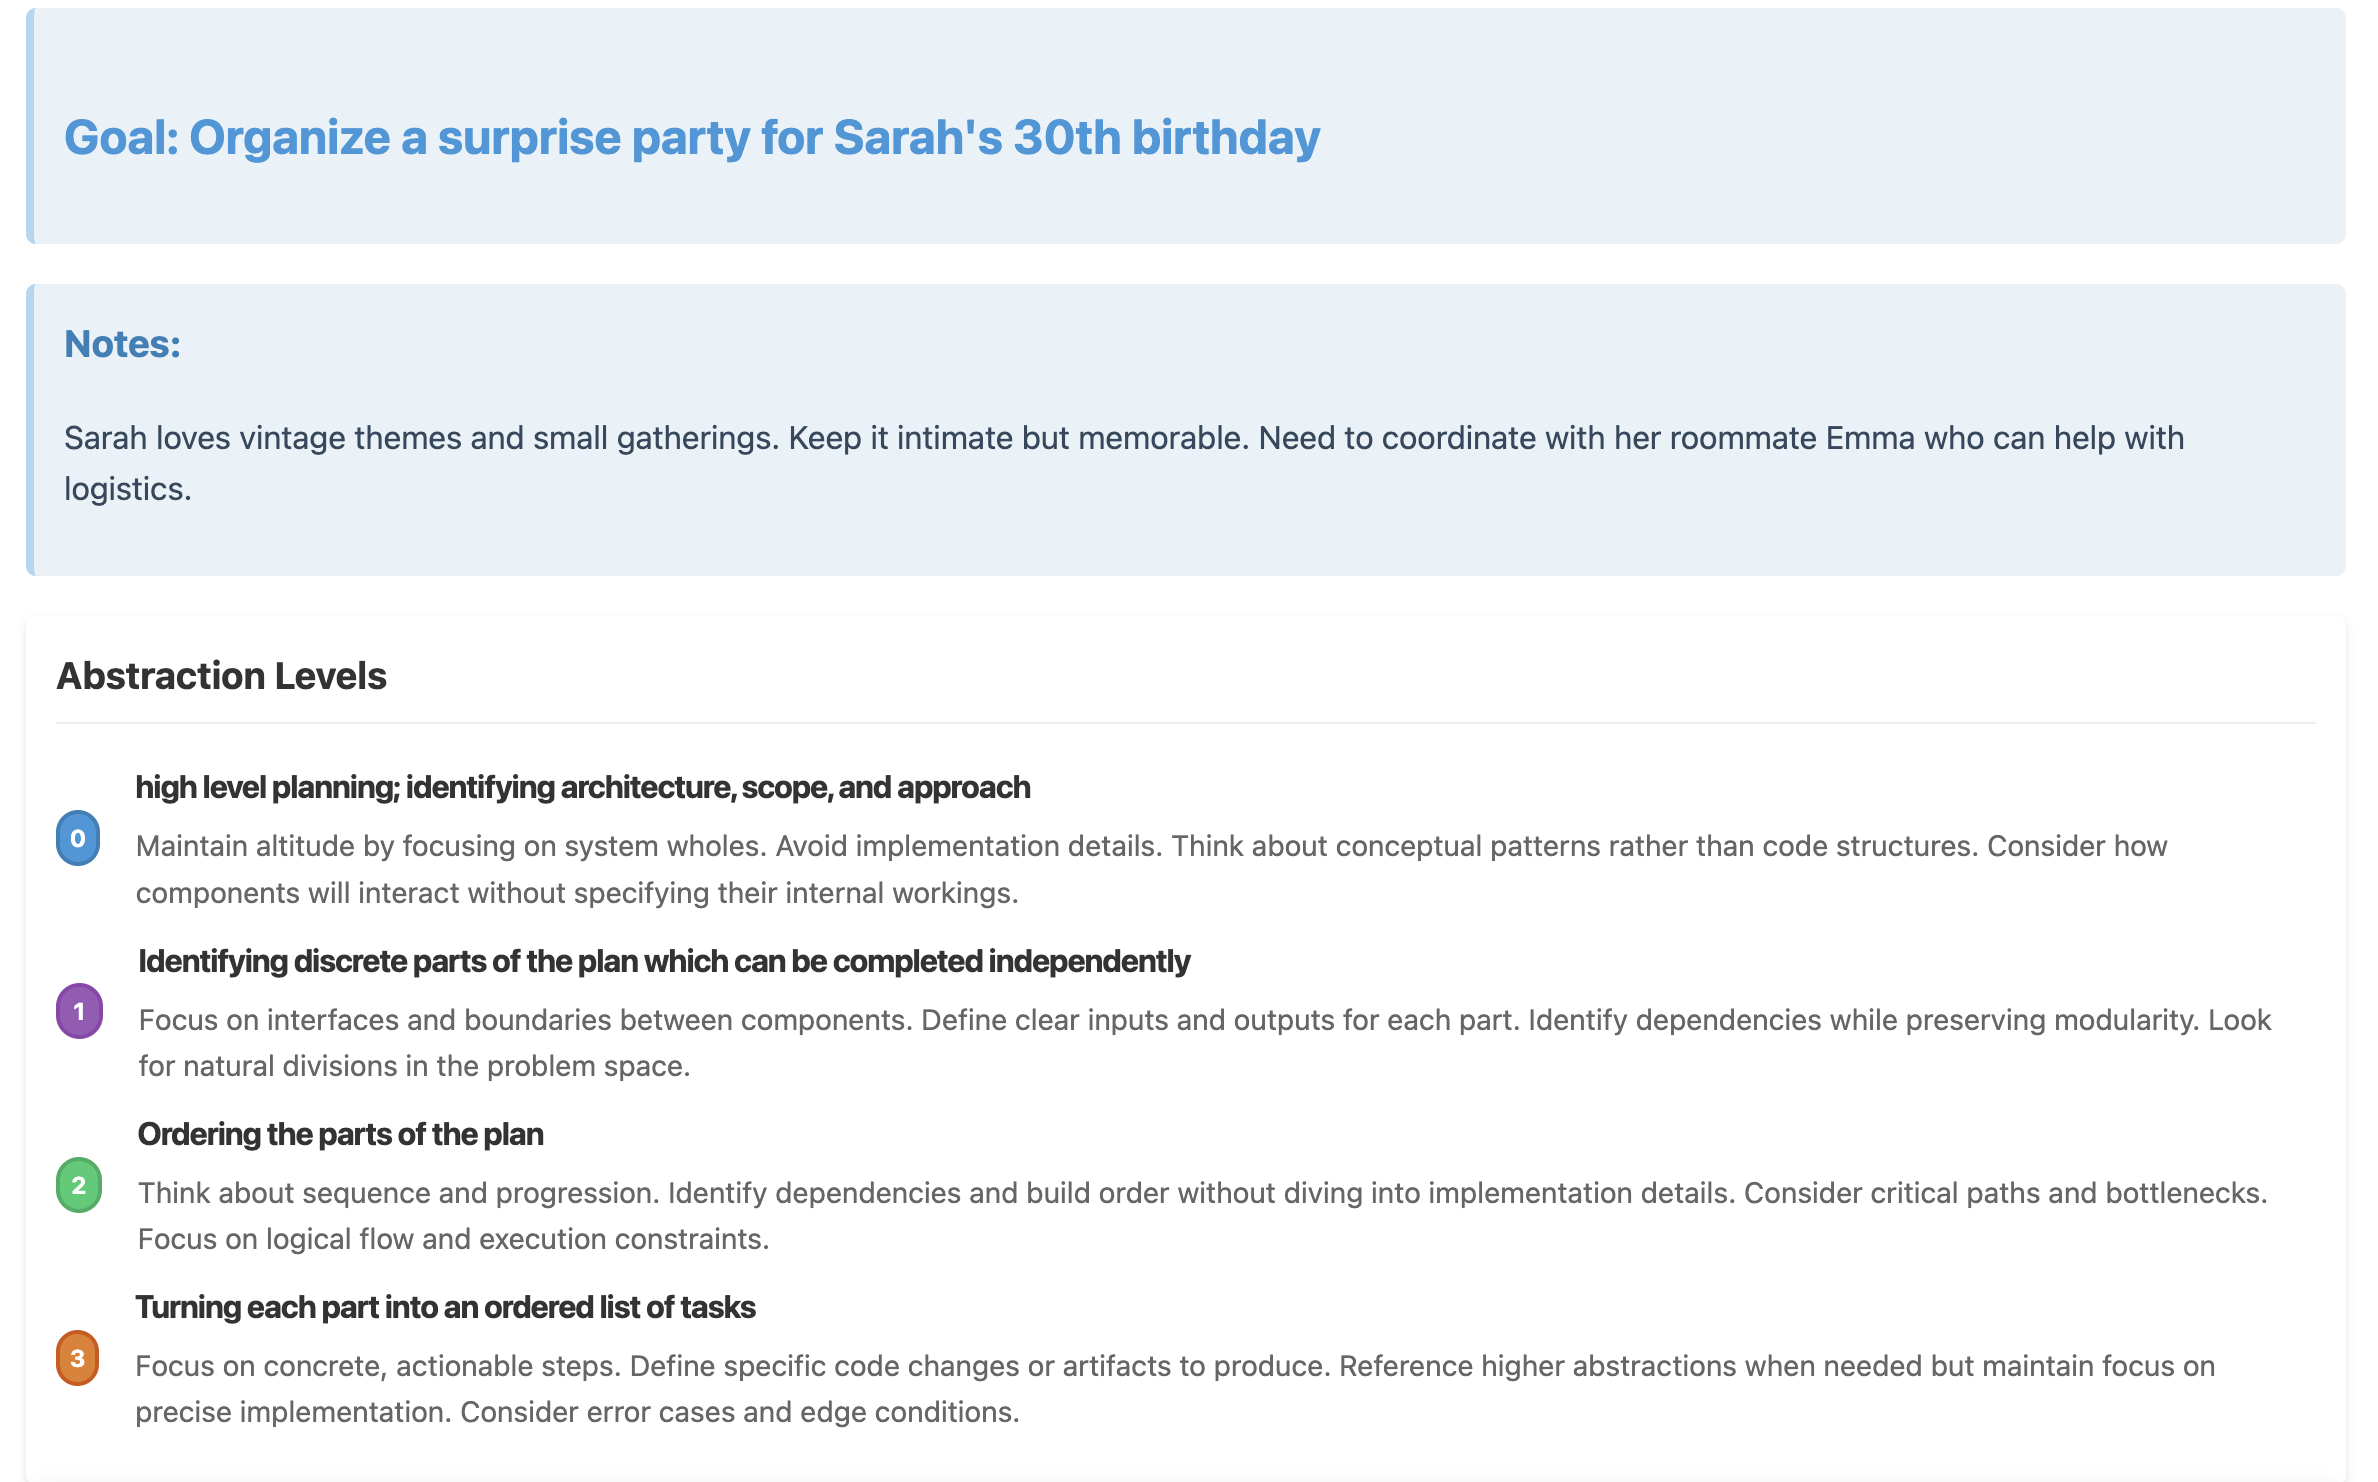 Goal: Organize a surprise party for Sarah's 30th birthday
Notes:
Sarah loves vintage themes and small gatherings. Keep it intimate but memorable. Need to coordinate with her roommate Emma who can help with
logistics.
Abstraction Levels
high level planning; identifying architecture, scope, and approach
0
Maintain altitude by focusing on system wholes. Avoid implementation details. Think about conceptual patterns rather than code structures. Consider how
components will interact without specifying their internal workings.
Identifying discrete parts of the plan which can be completed independently
1
Focus on interfaces and boundaries between components. Define clear inputs and outputs for each part. Identify dependencies while preserving modularity. Look
for natural divisions in the problem space.
Ordering the parts of the plan
2
Think about sequence and progression. Identify dependencies and build order without diving into implementation details. Consider critical paths and bottlenecks.
Focus on logical flow and execution constraints.
Turning each part into an ordered list of tasks
3
Focus on concrete, actionable steps. Define specific code changes or artifacts to produce. Reference higher abstractions when needed but maintain focus on
precise implementation. Consider error cases and edge conditions.